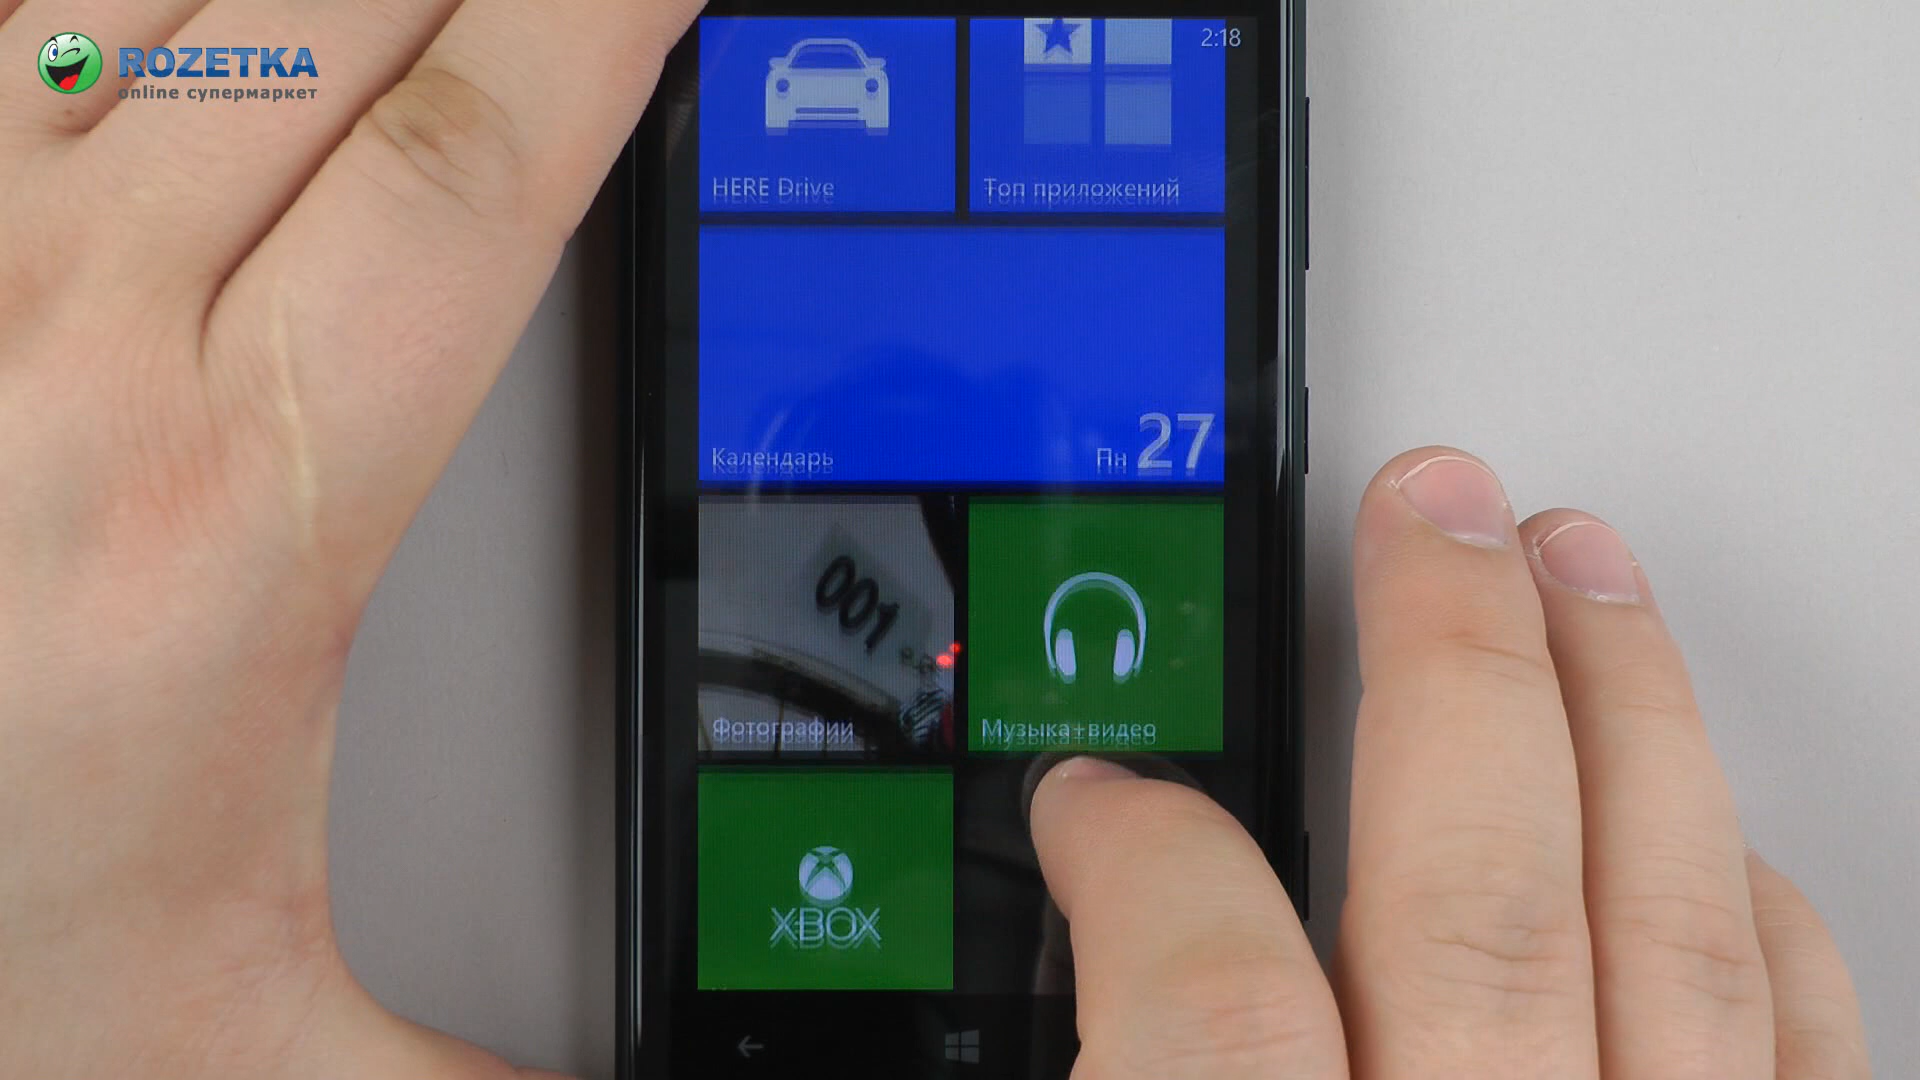 ROZETKA
online супермаркет
2:18
HERE Drive
Топ приложений
Календарь
Пн 27
001
Фотографии
Музыка+видео
XBOX